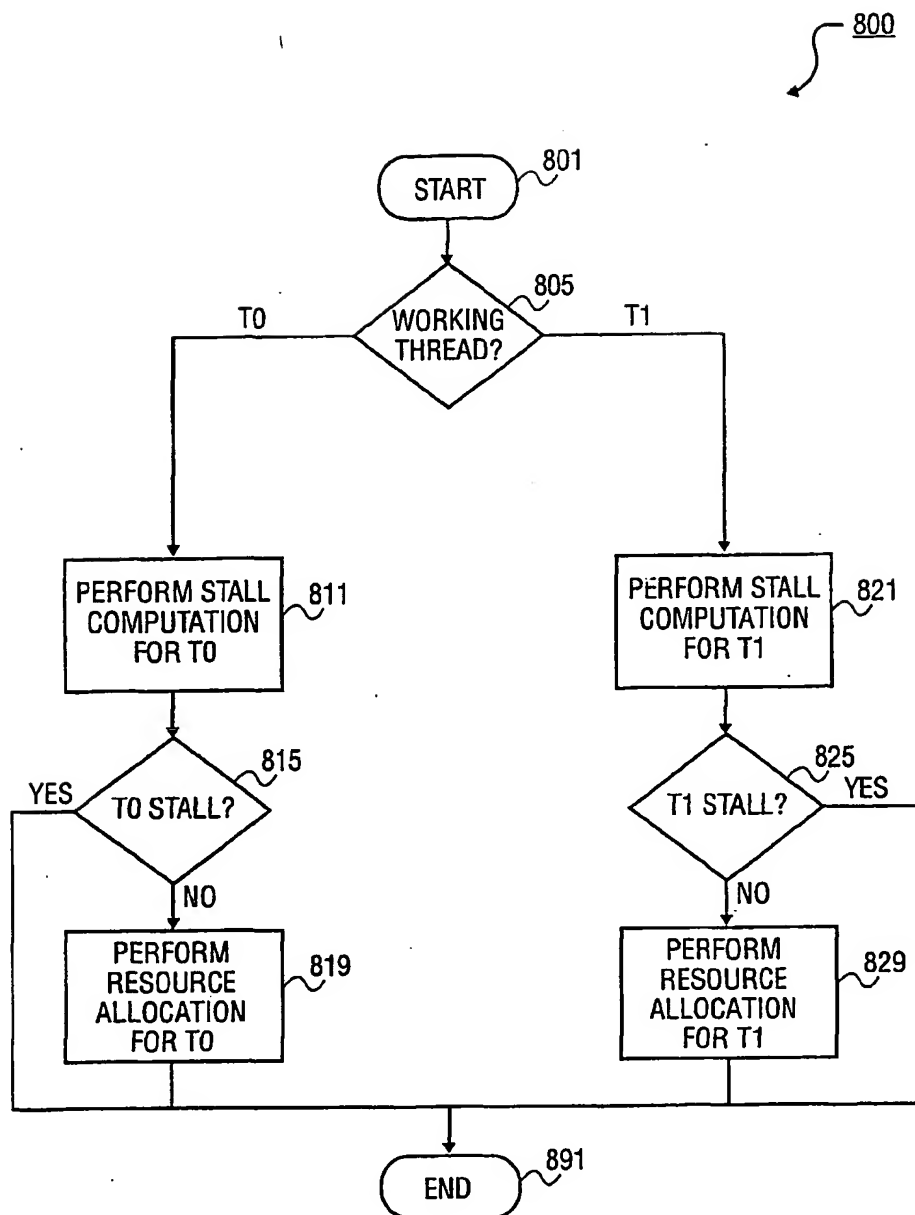 800
START
801
805
T0
WORKING
THREAD?
T1
PERFORM STALL
COMPUTATION
FOR T0
811
PERFORM STALL
COMPUTATION
FOR T1
821
815
YES
T0 STALL?
NO
825
T1 STALL?
YES
NO
PERFORM
RESOURCE
ALLOCATION
FOR T0
819
PERFORM
RESOURCE
ALLOCATION
FOR T1
829
END
891